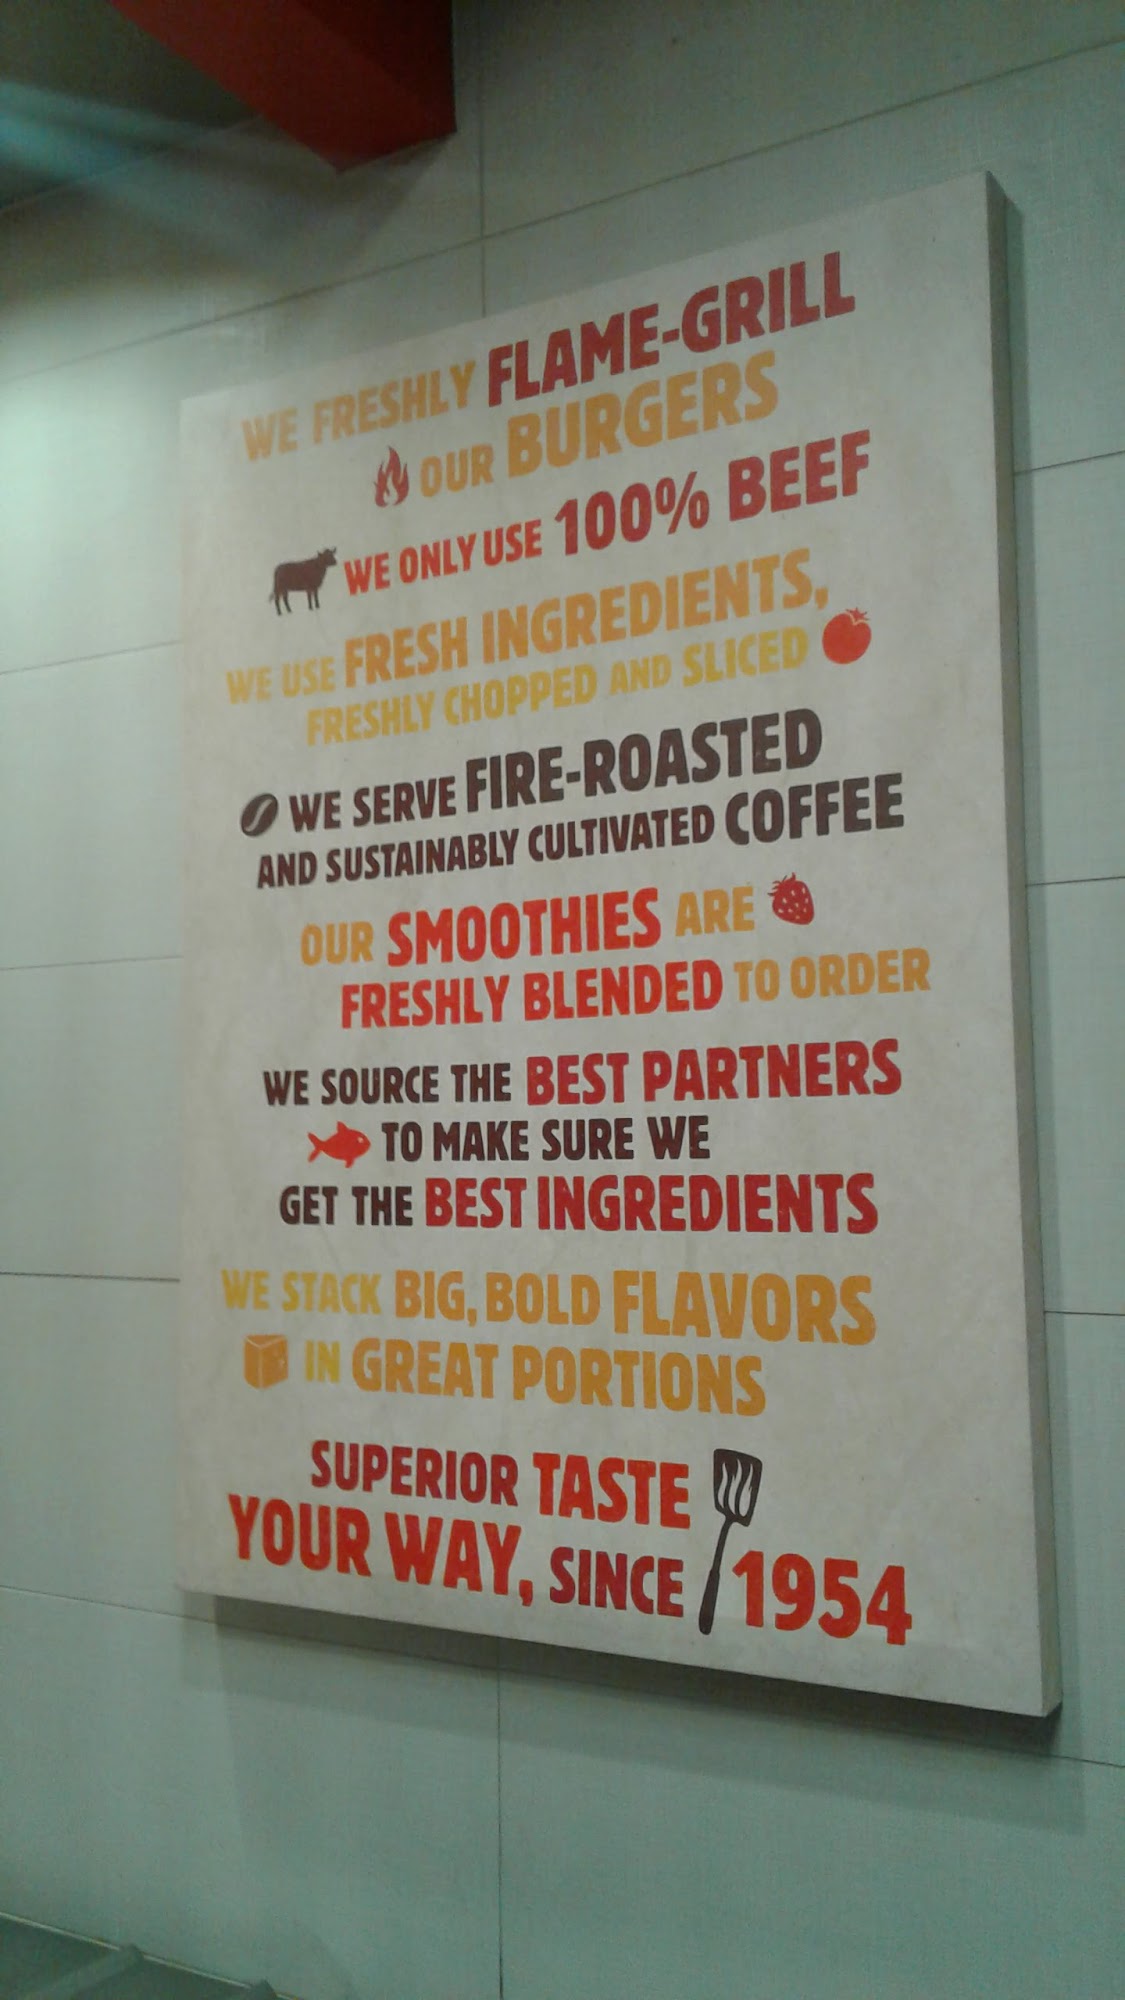 WE FRESHLY FLAME-GRILL
OUR BURGERS
WE ONLY USE 100% BEEF
WE USE FRESH INGREDIENTS,
FRESHLY CHOPPED AND SLICED
WE SERVE FIRE-ROASTED
AND SUSTAINABLY CULTIVATED COFFEE
OUR SMOOTHIES ARE
FRESHLY BLENDED TO ORDER
WE SOURCE THE BEST PARTNERS
TO MAKE SURE WE
GET THE BEST INGREDIENTS
WE STACK BIG, BOLD FLAVORS
IN GREAT PORTIONS
SUPERIOR TASTE
YOUR WAY, SINCE 1954